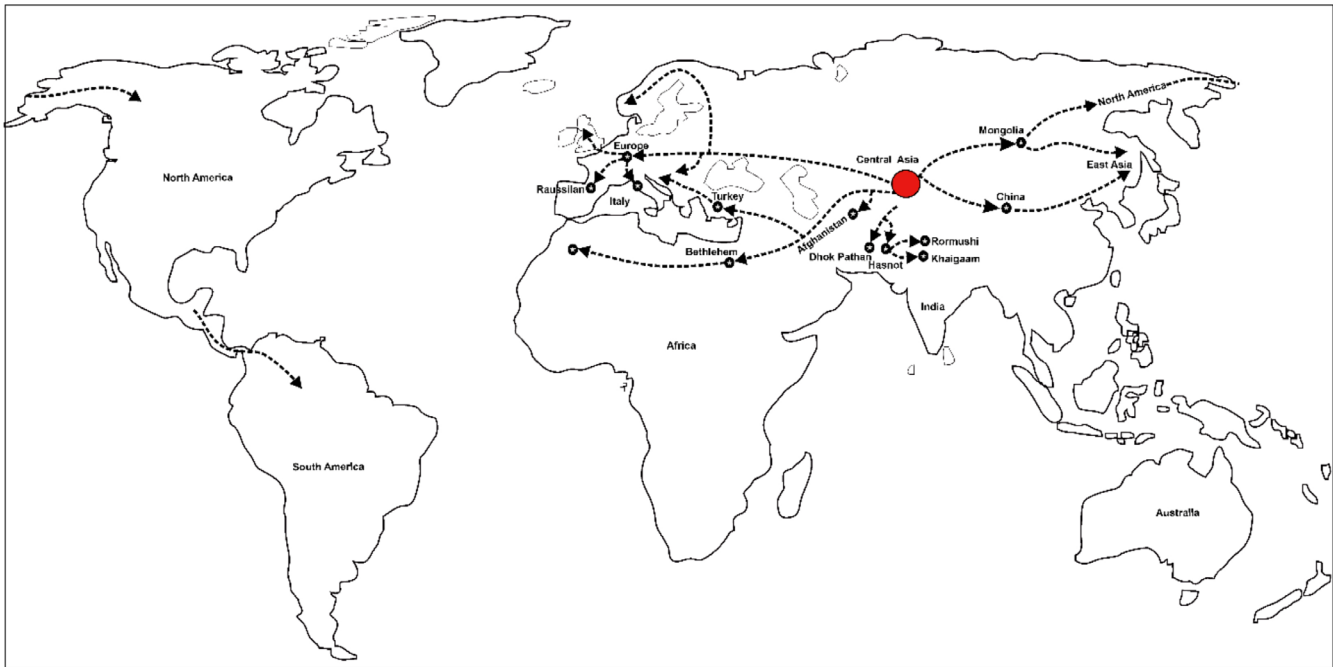 North America
Mongolia
Europe
Central Asia
East Asia
North America
Raussilan
Italy
Turkey
China
Afghanistan
Bethlehem
Dhok Pathan
Hasnot
Rormushi
Khaigaam
India
Africa
South America
Australia